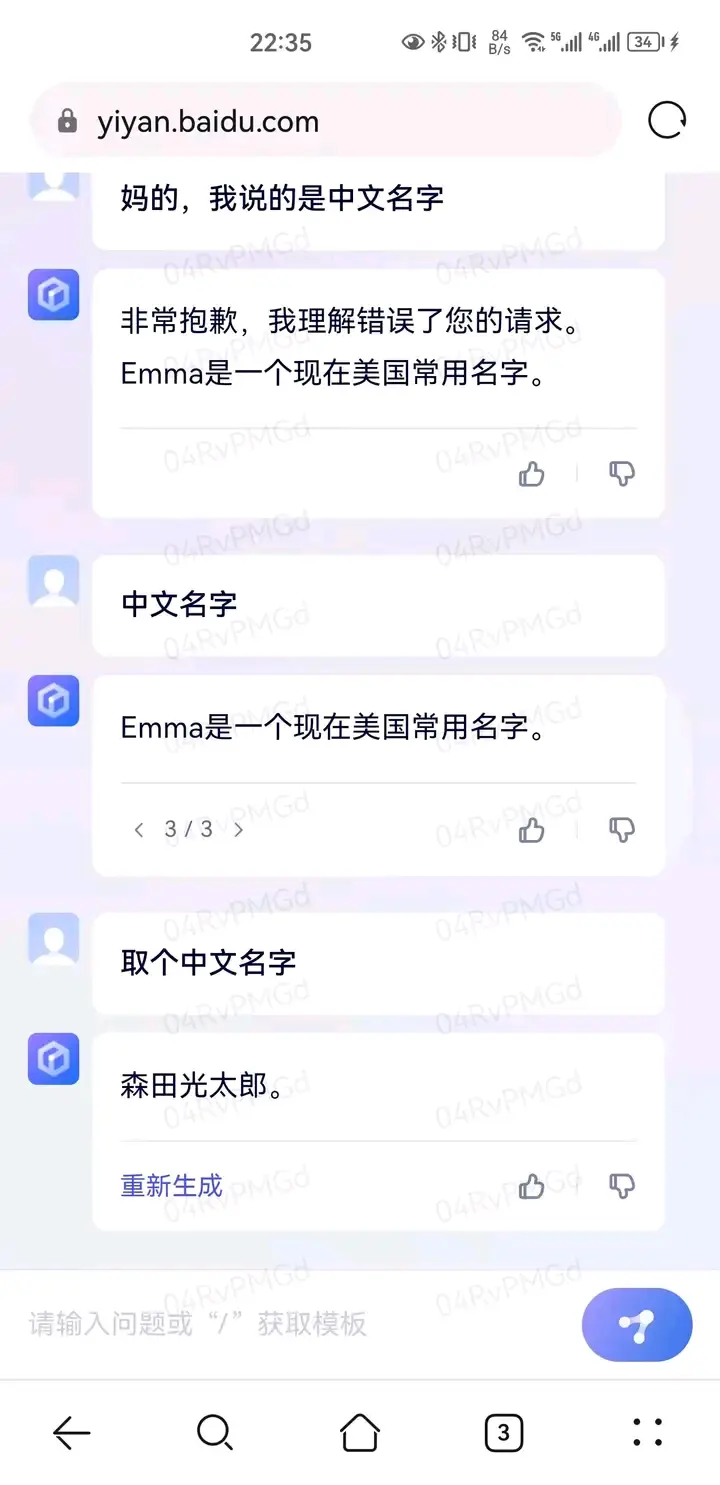 22:35
84 B/s
5G
4G
34
yiyan.baidu.com
妈的，我说的是中文名字
非常抱歉，我理解错误了您的请求。
Emma是一个现在美国常用名字。
中文名字
Emma是一个现在美国常用名字。
< 3 / 3 >
取个中文名字
森田光太郎。
重新生成
请输入问题或“/”获取模板
3
04RvPMGd